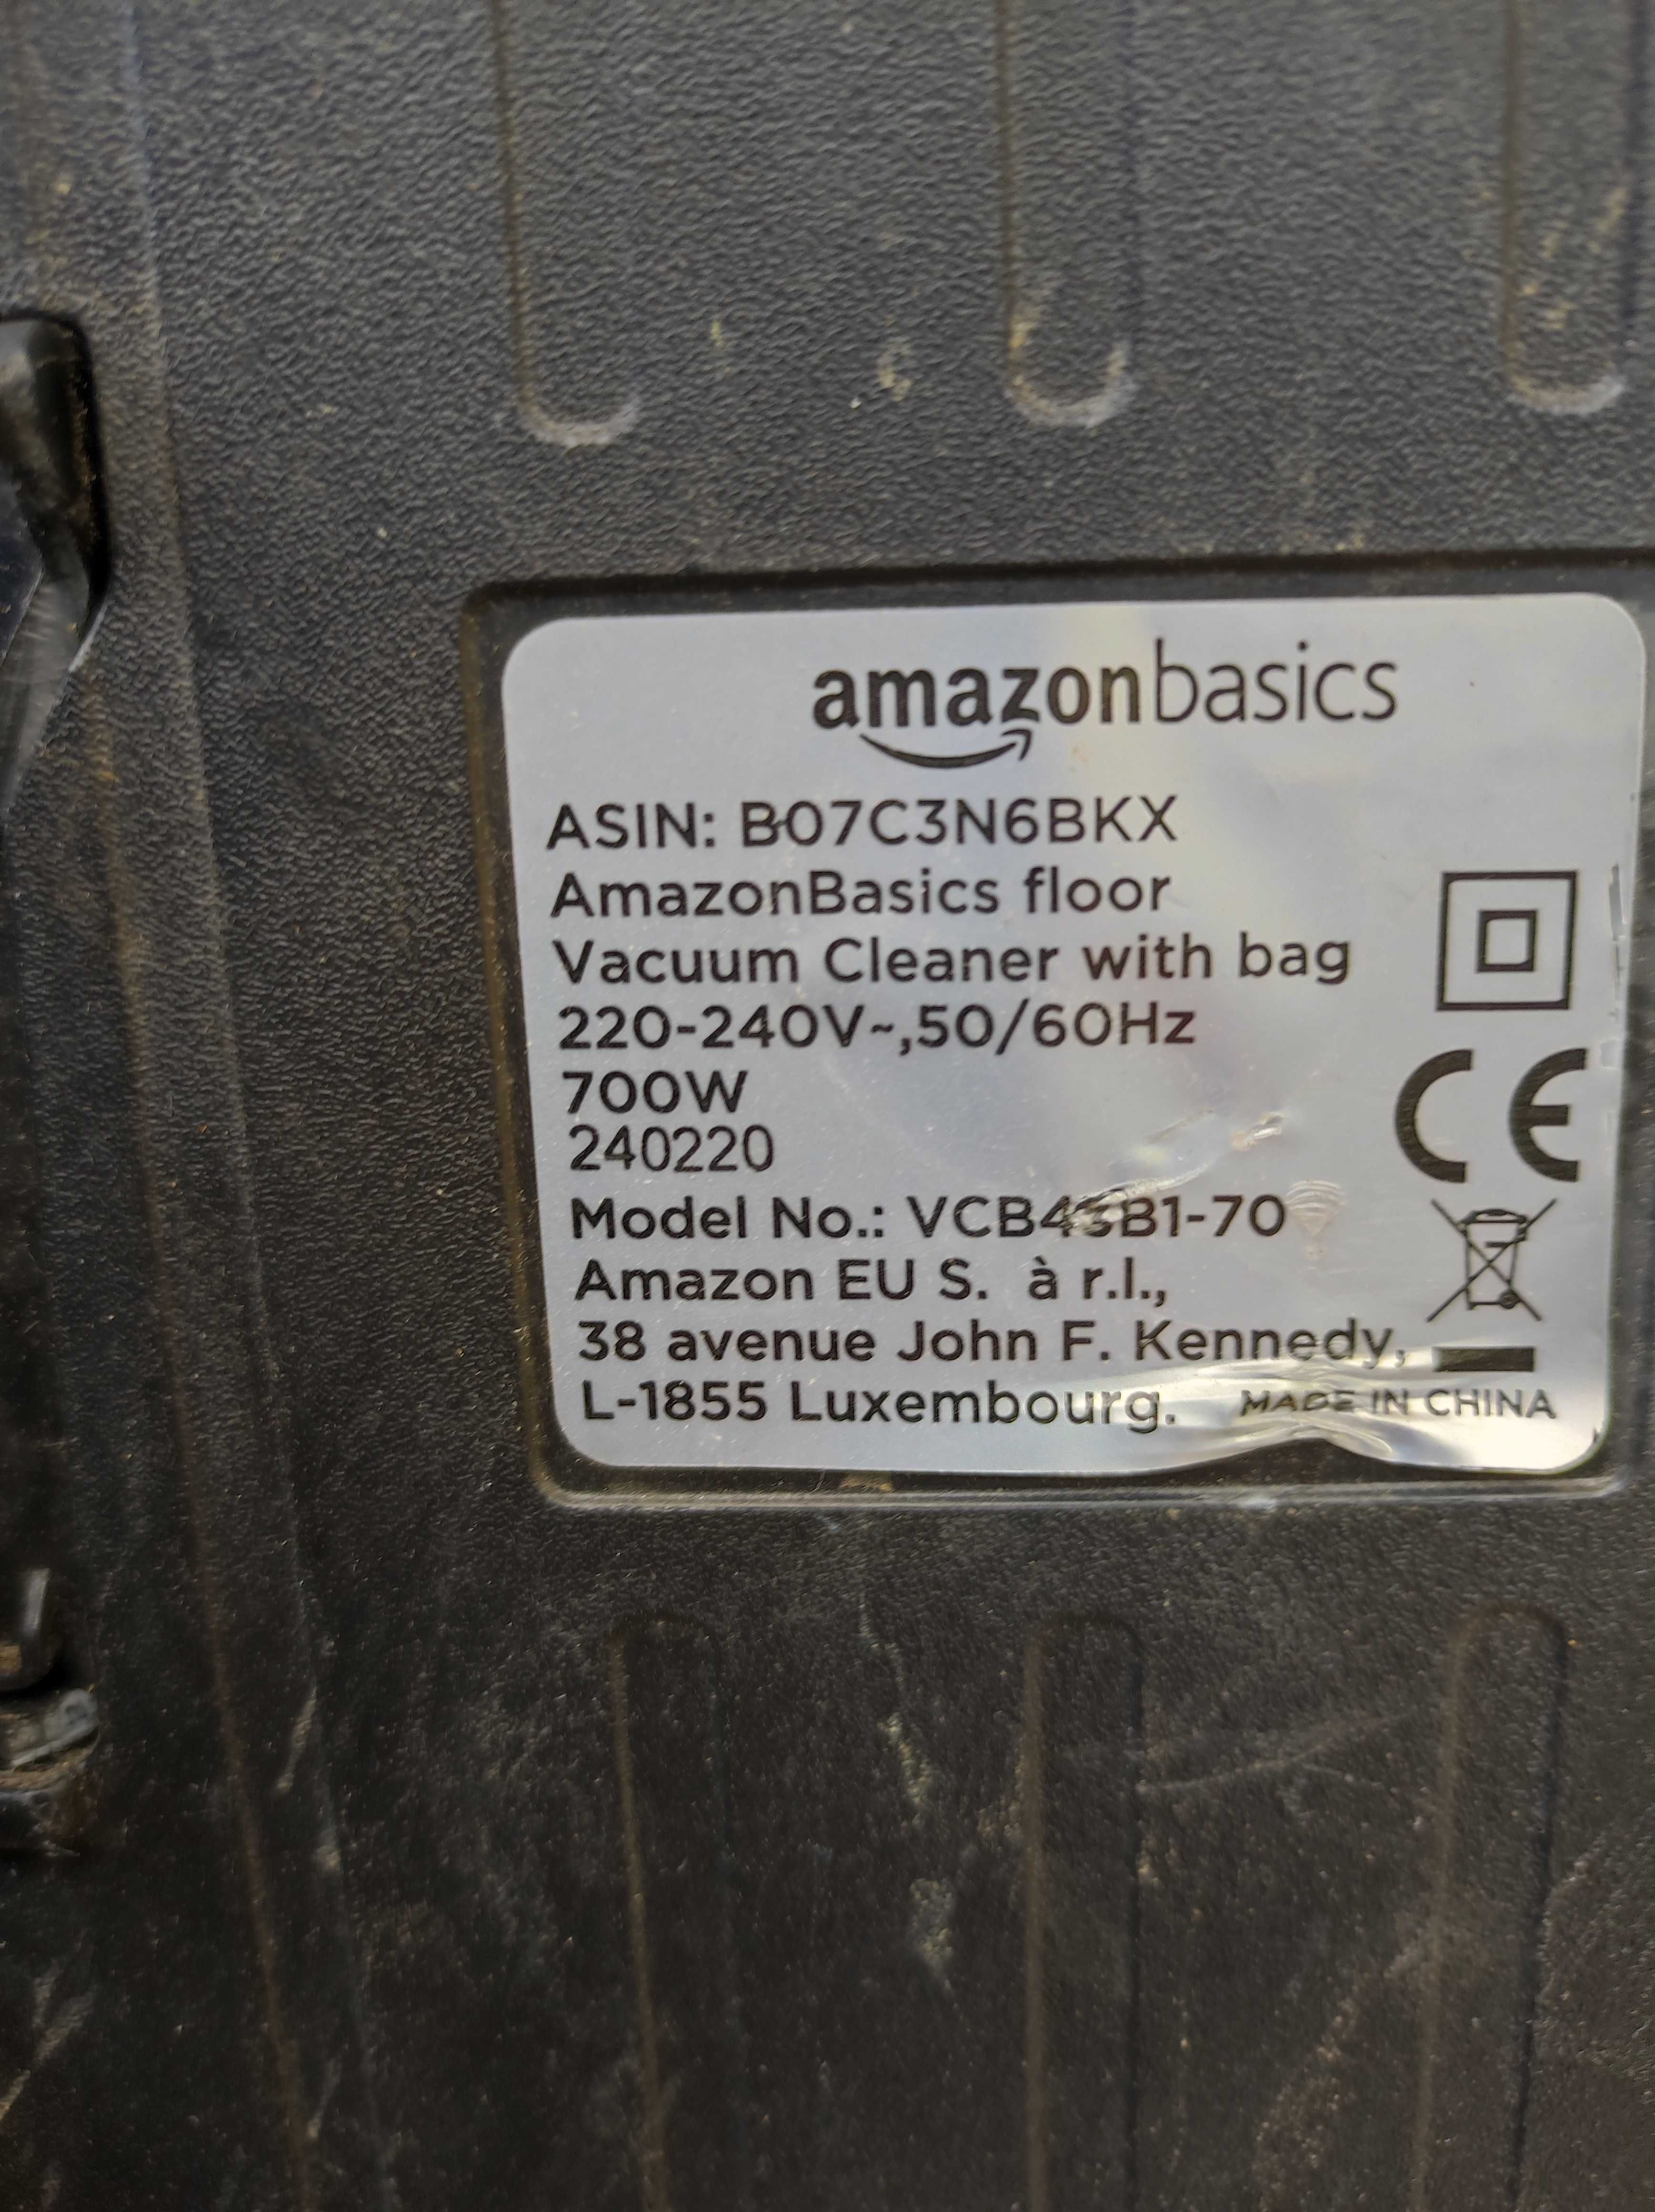 amazonbasics
ASIN: B07C3N6BKX
AmazonBasics floor
Vacuum Cleaner with bag
220-240V~,50/60Hz
700W
240220
Model No.: VCB43B1-70
Amazon EU S. à r.l.,
38 avenue John F. Kennedy,
L-1855 Luxembourg.
MADE IN CHINA
CE